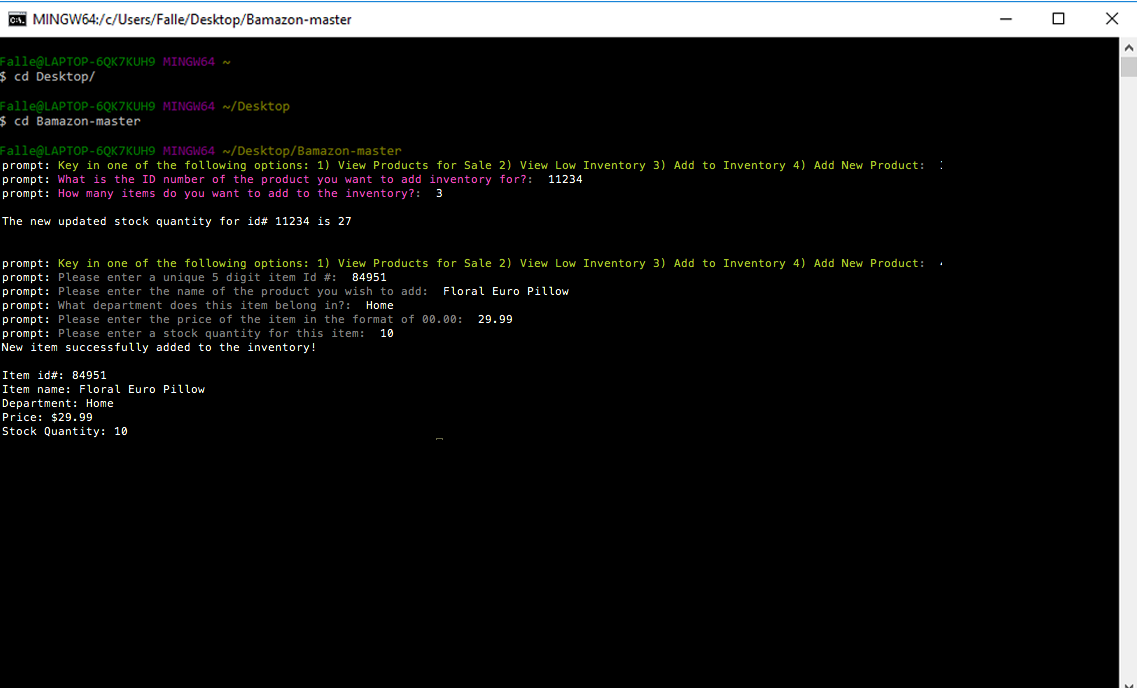 MINGW64:/c/Users/Falle/Desktop/Bamazon-master
Falle@LAPTOP-6QK7KUH9 MINGW64 ~
$ cd Desktop/
Falle@LAPTOP-6QK7KUH9 MINGW64 ~/Desktop
$ cd Bamazon-master
Falle@LAPTOP-6QK7KUH9 MINGW64 ~/Desktop/Bamazon-master
prompt: Key in one of the following options: 1) View Products for Sale 2) View Low Inventory 3) Add to Inventory 4) Add New Product:
prompt: What is the ID number of the product you want to add inventory for?: 11234
prompt: How many items do you want to add to the inventory?: 3
The new updated stock quantity for id# 11234 is 27
prompt: Key in one of the following options: 1) View Products for Sale 2) View Low Inventory 3) Add to Inventory 4) Add New Product:
prompt: Please enter a unique 5 digit item Id #: 84951
prompt: Please enter the name of the product you wish to add: Floral Euro Pillow
prompt: What department does this item belong in?: Home
prompt: Please enter the price of the item in the format of 00.00: 29.99
prompt: Please enter a stock quantity for this item: 10
New item successfully added to the inventory!
Item id#: 84951
Item name: Floral Euro Pillow
Department: Home
Price: $29.99
Stock Quantity: 10